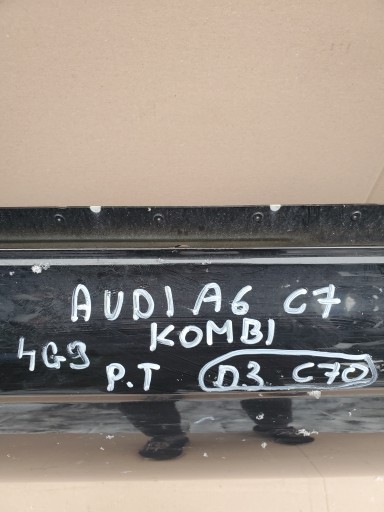 AUDI A6 C7
KOMBI
4G9
P.T D3 C70